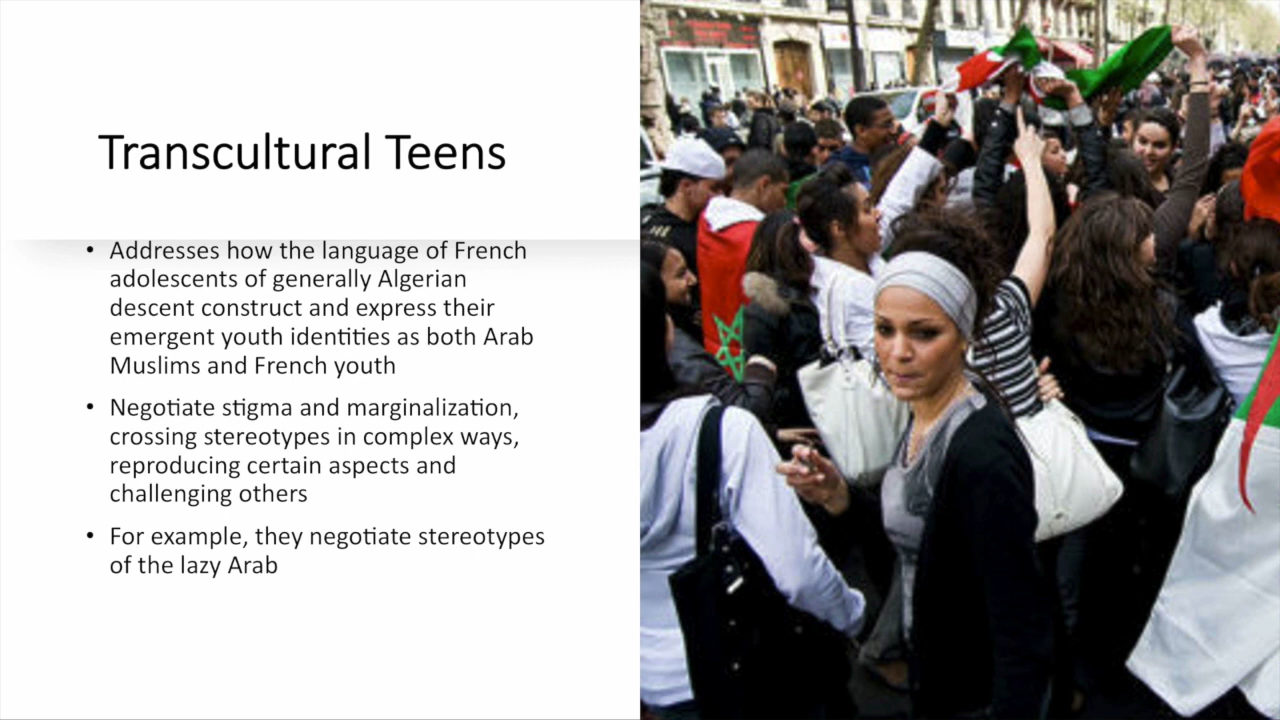 Transcultural Teens
• Addresses how the language of French
adolescents of generally Algerian
descent construct and express their
emergent youth identities as both Arab
Muslims and French youth
• Negotiate stigma and marginalization,
crossing stereotypes in complex ways,
reproducing certain aspects and
challenging others
• For example, they negotiate stereotypes
of the lazy Arab